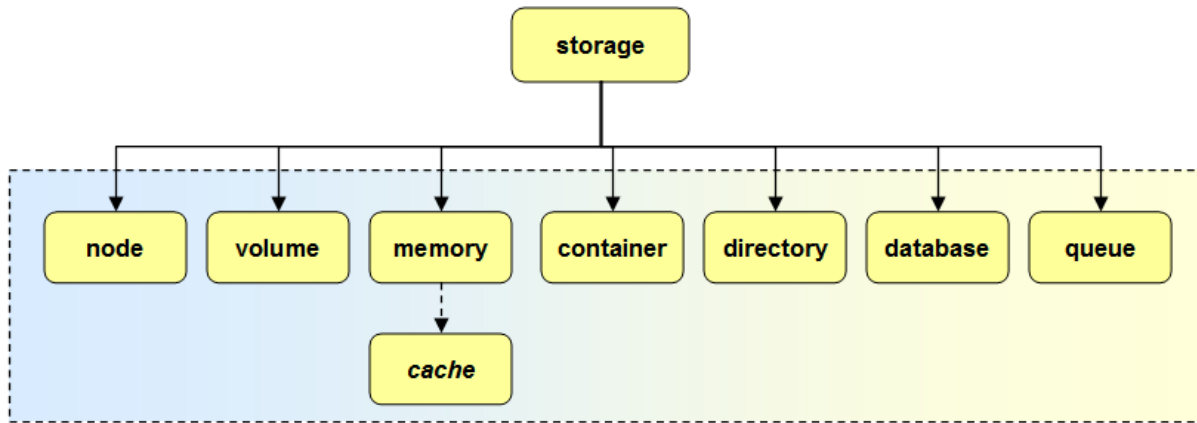 storage
node
volume
memory
container
directory
database
queue
cache